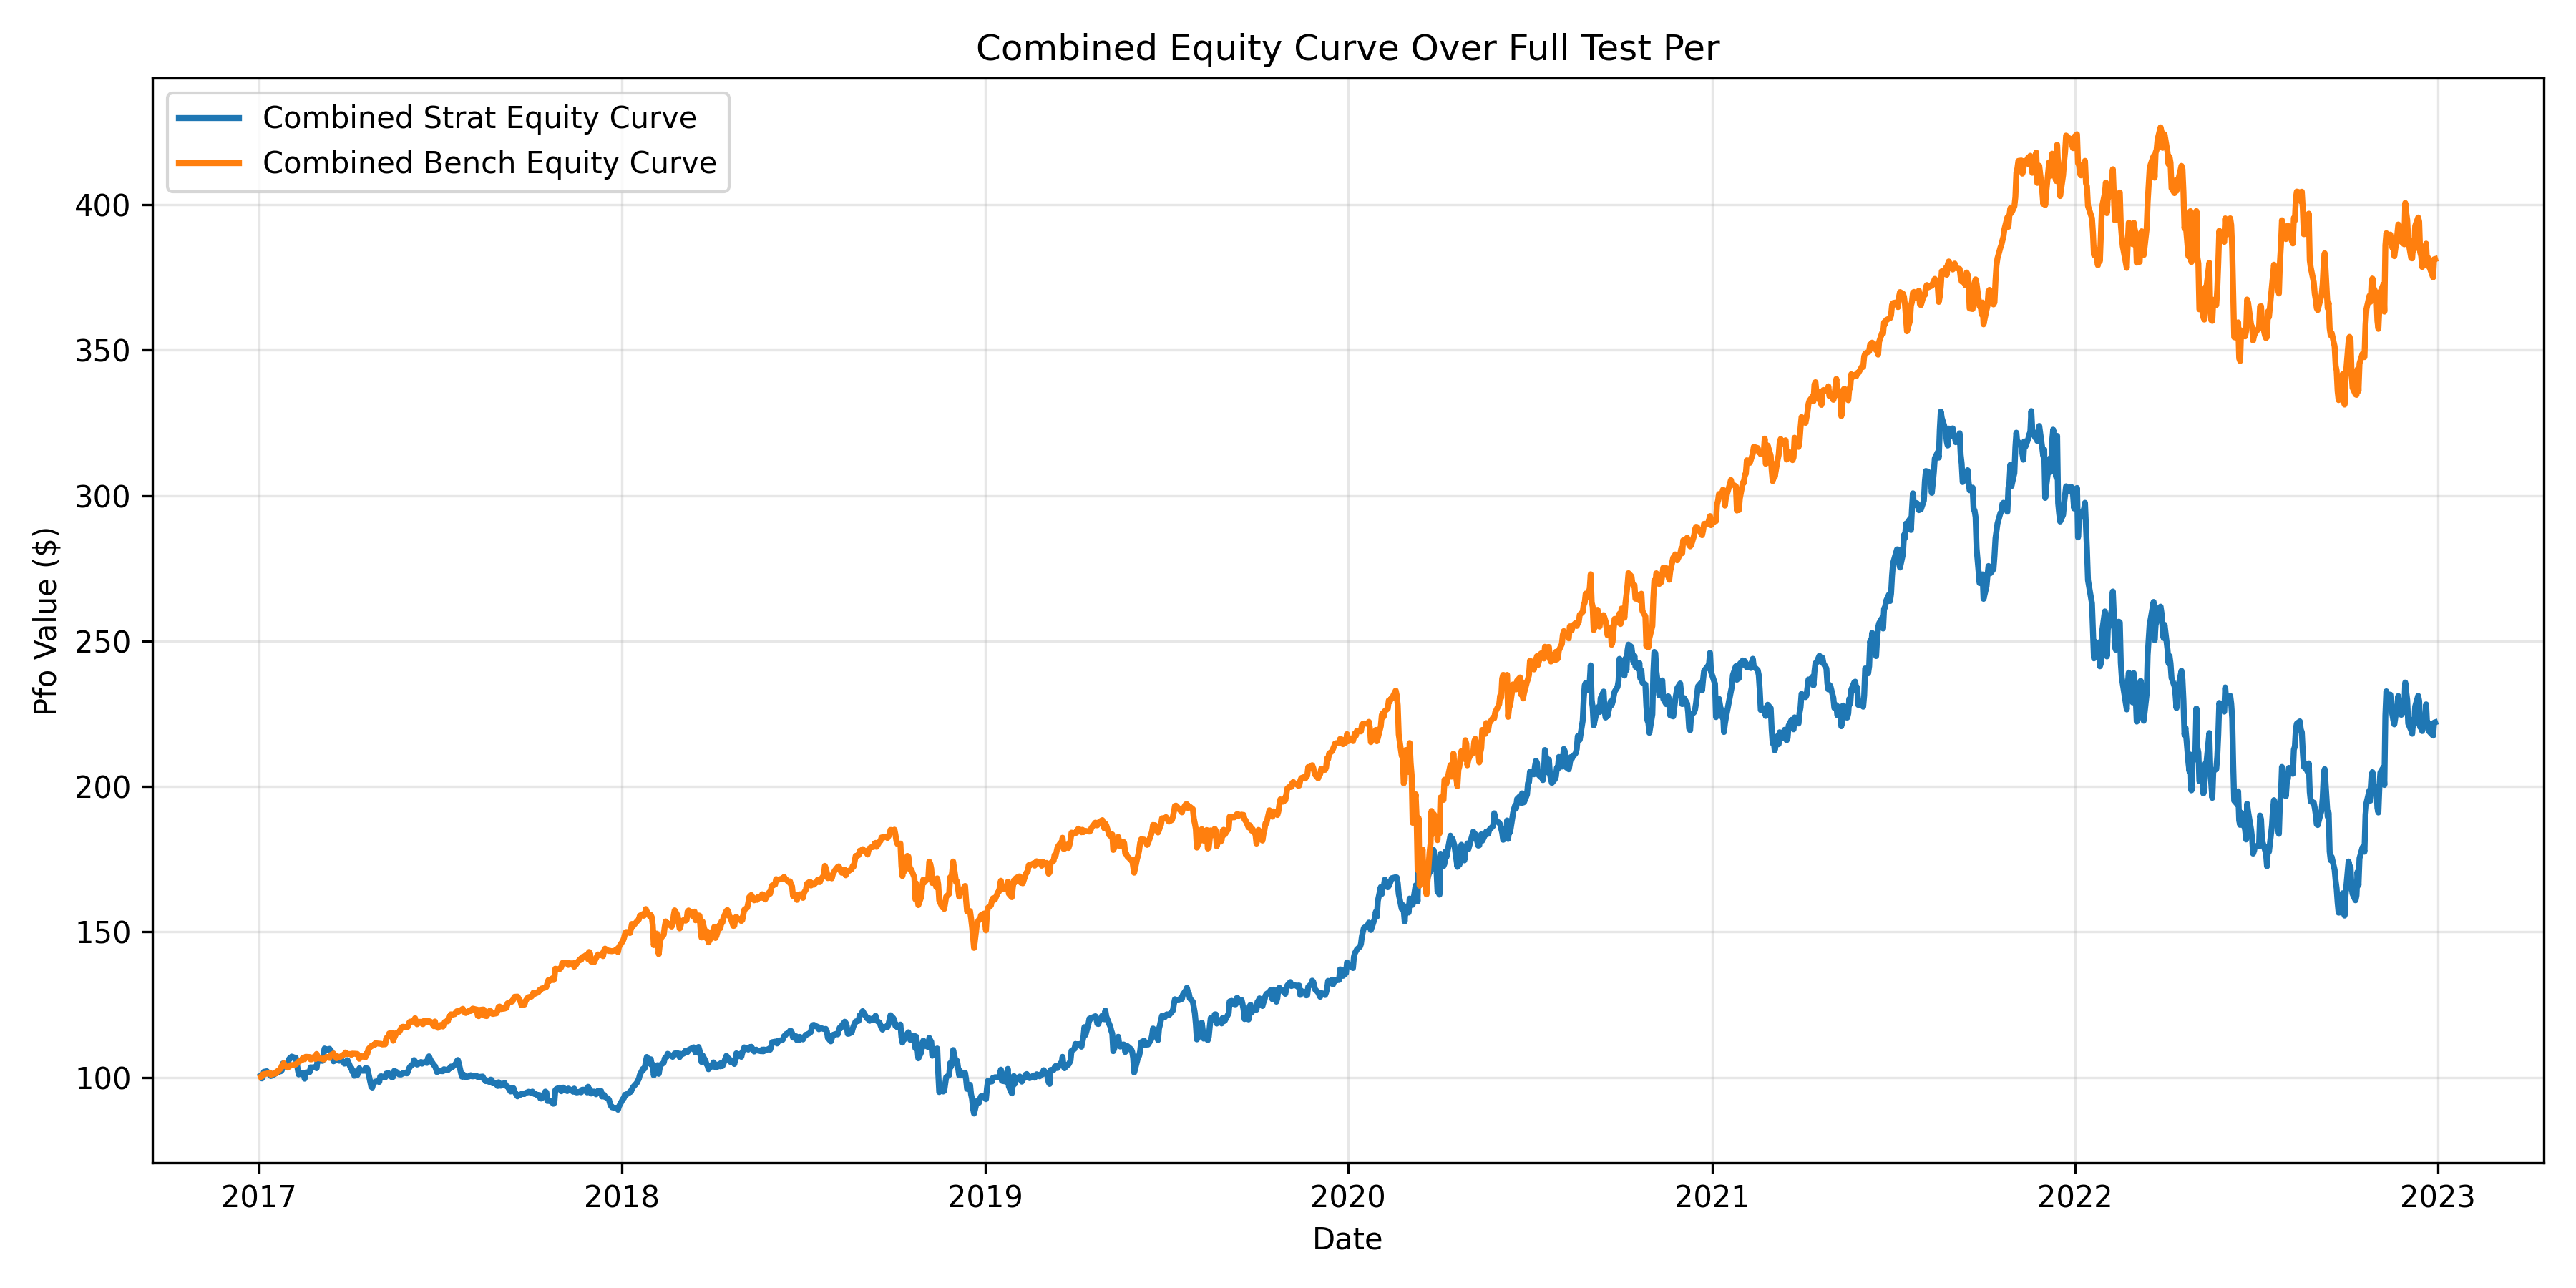 Combined Equity Curve Over Full Test Per
Combined Strat Equity Curve
Combined Bench Equity Curve
Pfo Value ($)
400
350
300
250
200
150
100
2017 2018 2019 2020 2021 2022 2023
Date